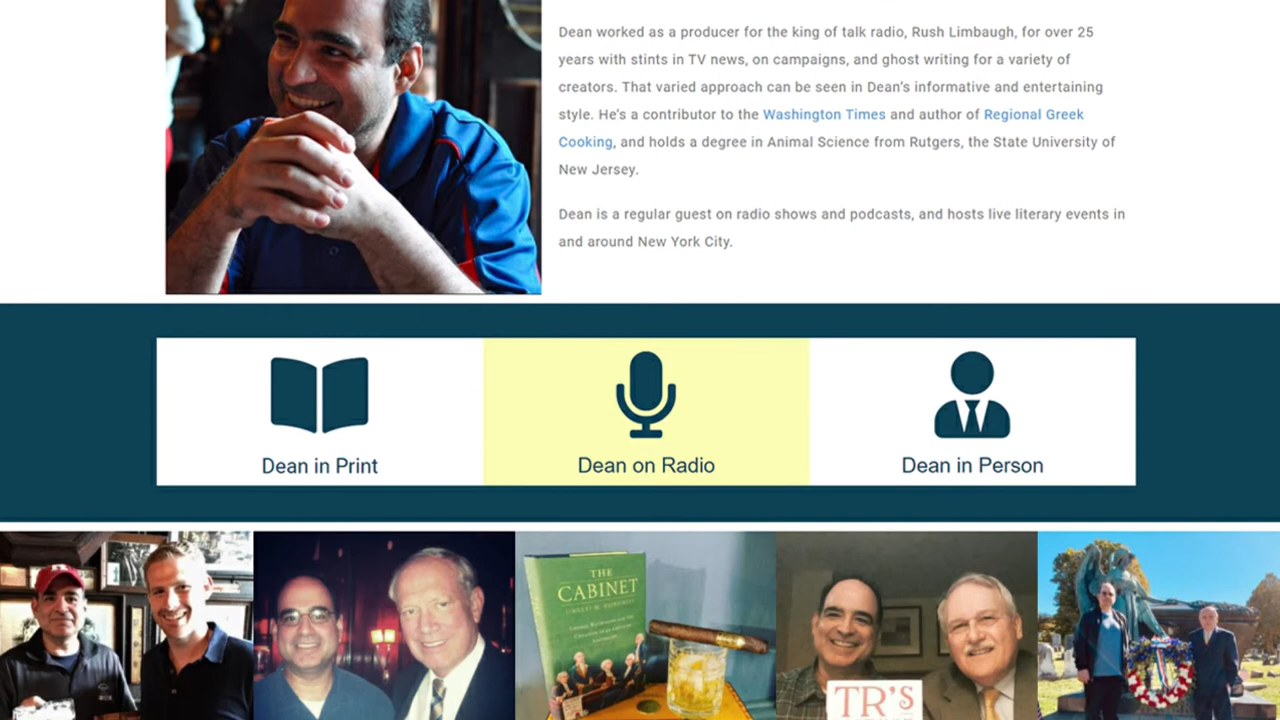 Dean worked as a producer for the king of talk radio, Rush Limbaugh, for over 25
years with stints in TV news, on campaigns, and ghost writing for a variety of
creators. That varied approach can be seen in Dean’s informative and entertaining
style. He’s a contributor to the Washington Times and author of Regional Greek
Cooking, and holds a degree in Animal Science from Rutgers, the State University of
New Jersey.
Dean is a regular guest on radio shows and podcasts, and hosts live literary events in
and around New York City.
Dean in Print
Dean on Radio
Dean in Person
THE
CABINET
TR'S